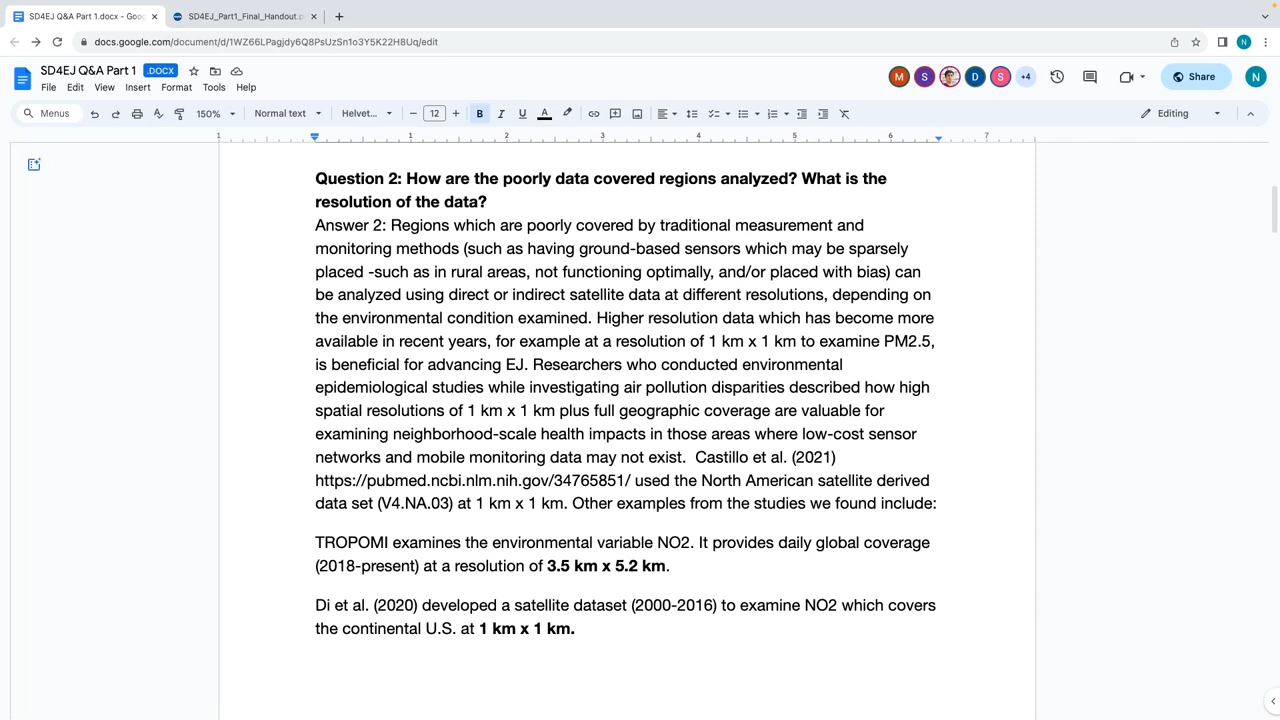 SD4EJ Q&A Part 1.docx - Goo
SD4EJ_Part1_Final_Handout.p
docs.google.com/document/d/1WZ66LPagjdy6Q8PsUzSn1o3Y5K22H8Uq/edit
N
SD4EJ Q&A Part 1 .DOCX
M S D S +4 Share N
File Edit View Insert Format Tools Help
Menus 150% Normal text Helvet... 12 B I U A Editing
1 1 2 3 4 5 6 7
Question 2: How are the poorly data covered regions analyzed? What is the
resolution of the data?
Answer 2: Regions which are poorly covered by traditional measurement and
monitoring methods (such as having ground-based sensors which may be sparsely
placed -such as in rural areas, not functioning optimally, and/or placed with bias) can
be analyzed using direct or indirect satellite data at different resolutions, depending on
the environmental condition examined. Higher resolution data which has become more
available in recent years, for example at a resolution of 1 km x 1 km to examine PM2.5,
is beneficial for advancing EJ. Researchers who conducted environmental
epidemiological studies while investigating air pollution disparities described how high
spatial resolutions of 1 km x 1 km plus full geographic coverage are valuable for
examining neighborhood-scale health impacts in those areas where low-cost sensor
networks and mobile monitoring data may not exist.  Castillo et al. (2021)
https://pubmed.ncbi.nlm.nih.gov/34765851/ used the North American satellite derived
data set (V4.NA.03) at 1 km x 1 km. Other examples from the studies we found include:
TROPOMI examines the environmental variable NO2. It provides daily global coverage
(2018-present) at a resolution of 3.5 km x 5.2 km.
Di et al. (2020) developed a satellite dataset (2000-2016) to examine NO2 which covers
the continental U.S. at 1 km x 1 km.